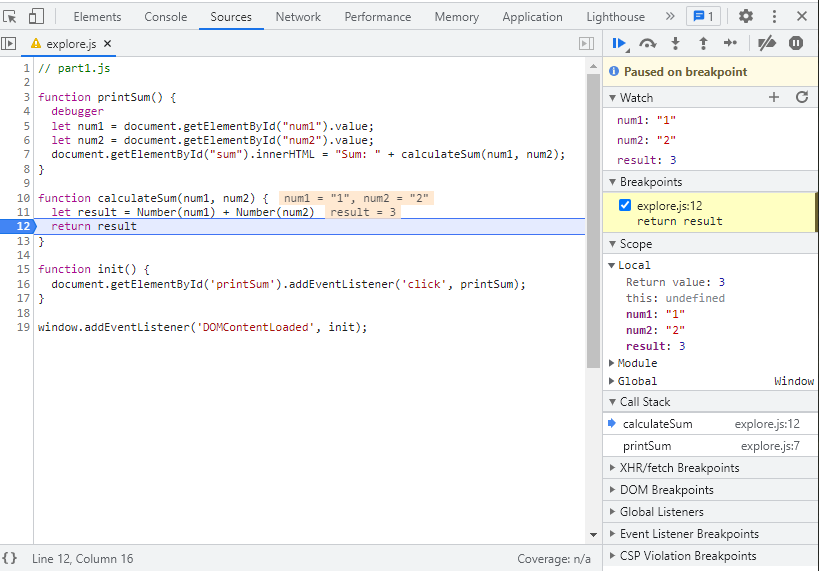 Elements Console Sources Network Performance Memory Application Lighthouse » 1
explore.js ×
1 // part1.js
2
3 function printSum() {
4 debugger
5 let num1 = document.getElementById("num1").value;
6 let num2 = document.getElementById("num2").value;
7 document.getElementById("sum").innerHTML = "Sum: " + calculateSum(num1, num2);
8 }
9
10 function calculateSum(num1, num2) { num1 = "1", num2 = "2"
11 let result = Number(num1) + Number(num2) result = 3
12 return result
13 }
14
15 function init() {
16 document.getElementById('printSum').addEventListener('click', printSum);
17 }
18
19 window.addEventListener('DOMContentLoaded', init);
{} Line 12, Column 16 Coverage: n/a
Paused on breakpoint
Watch
num1: "1"
num2: "2"
result: 3
Breakpoints
explore.js:12
return result
Scope
Local
Return value: 3
this: undefined
num1: "1"
num2: "2"
result: 3
Module
Global Window
Call Stack
calculateSum explore.js:12
printSum explore.js:7
XHR/fetch Breakpoints
DOM Breakpoints
Global Listeners
Event Listener Breakpoints
CSP Violation Breakpoints